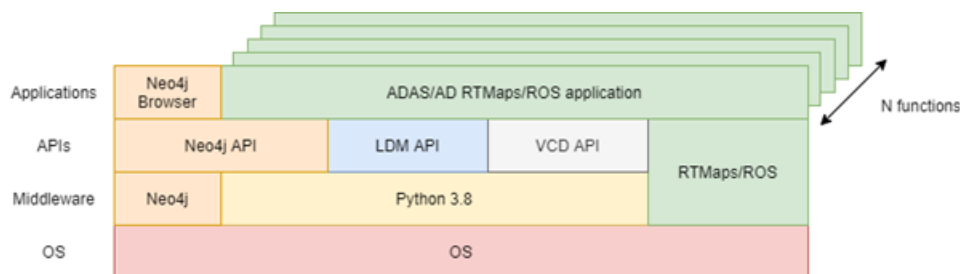 Applications
Neo4j
Browser
ADAS/AD RTMaps/ROS application
N functions
APIs
Neo4j API
LDM API
VCD API
RTMaps/ROS
Middleware
Neo4j
Python 3.8
OS
OS